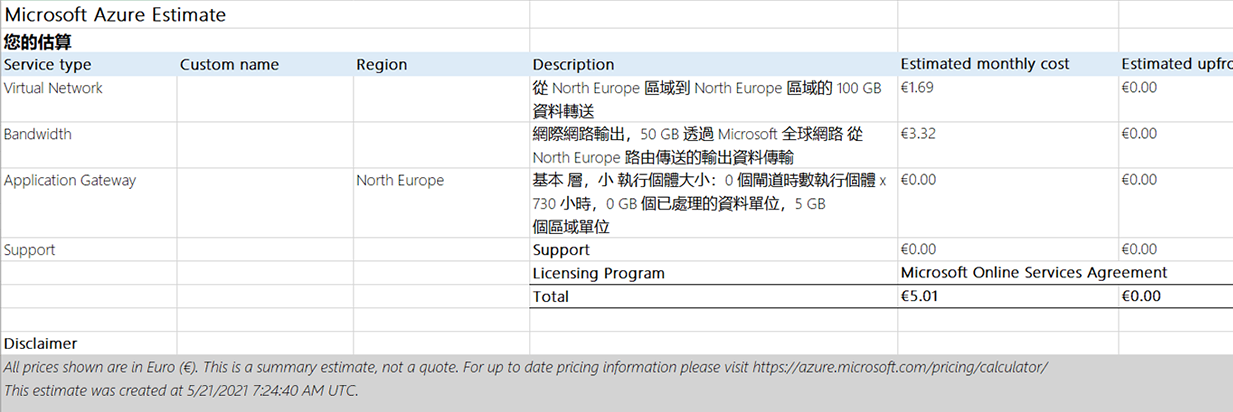 Microsoft Azure Estimate
您的估算
Service type Custom name Region Description Estimated monthly cost Estimated upfro
Virtual Network 從 North Europe 區域到 North Europe 區域的 100 GB €1.69 €0.00
資料轉送
Bandwidth 網際網路輸出，50 GB 透過 Microsoft 全球網路 從 €3.32 €0.00
North Europe 路由傳送的輸出資料傳輸
Application Gateway North Europe 基本 層，小 執行個體大小：0 個閘道時數執行個體 x €0.00 €0.00
730 小時，0 GB 個已處理的資料單位，5 GB
個區域單位
Support Support €0.00 €0.00
Licensing Program Microsoft Online Services Agreement
Total €5.01 €0.00
Disclaimer
All prices shown are in Euro (€). This is a summary estimate, not a quote. For up to date pricing information please visit https://azure.microsoft.com/pricing/calculator/
This estimate was created at 5/21/2021 7:24:40 AM UTC.